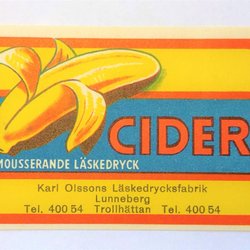 CIDER
MOUSSERANDE LÄSKEDRYCK
Karl Olssons Läskedrycksfabrik
Lunneberg
Tel. 400 54 Trollhättan Tel. 400 54